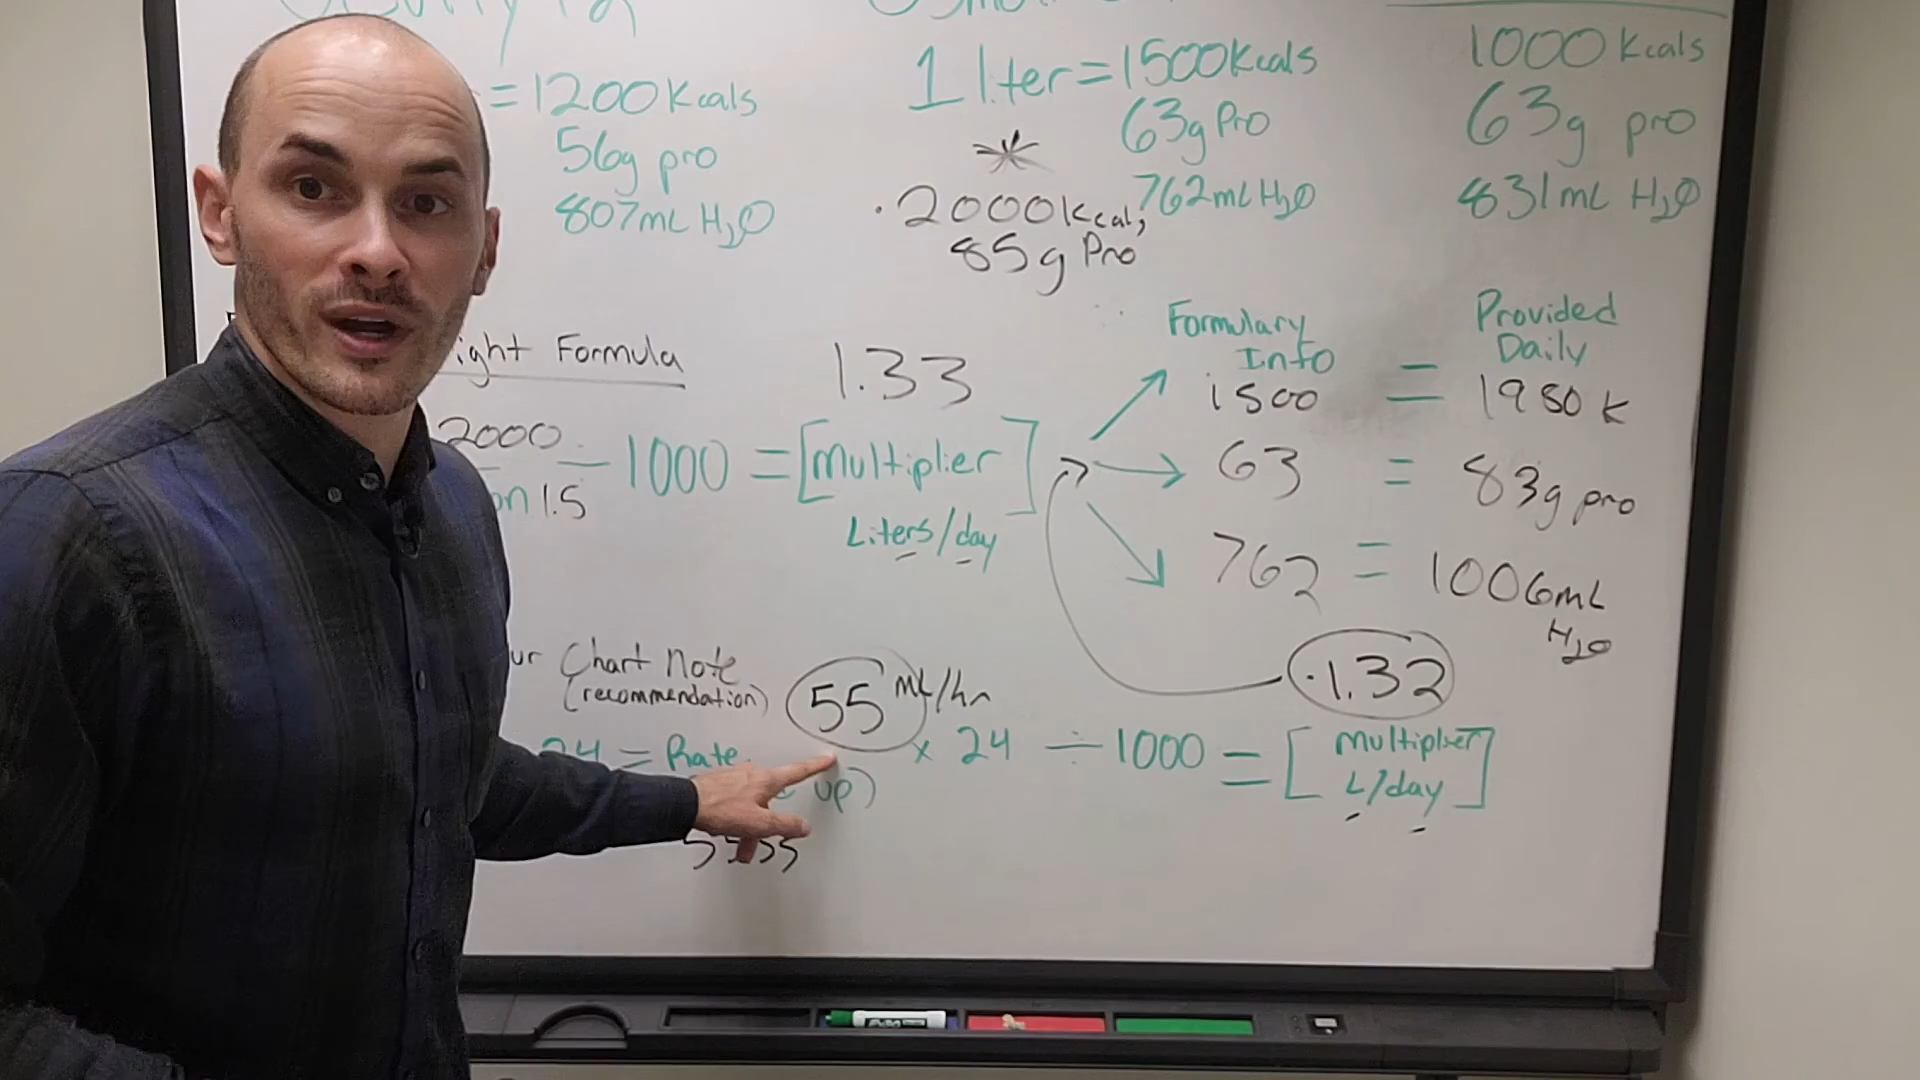 = 1200 Kcals
56g pro
807mL H₂O
1 liter = 1500 Kcals
63g Pro
762mL H₂O
*
·2000 Kcal,
85g Pro
1000 Kcals
63g pro
831mL H₂O
ight Formula
2000
on 1.5
÷ 1000 = [Multiplier]
Liters/day
1.33
Formulary
Info
1500
63
762
Provided
Daily
= 1980 K
= 83g pro
= 1006mL
H₂O
ur Chart Note
(recommendation)
24 = Rate
up)
55 mL/hr
x 24 ÷ 1000 = [Multiplier
L/day]
·1.32